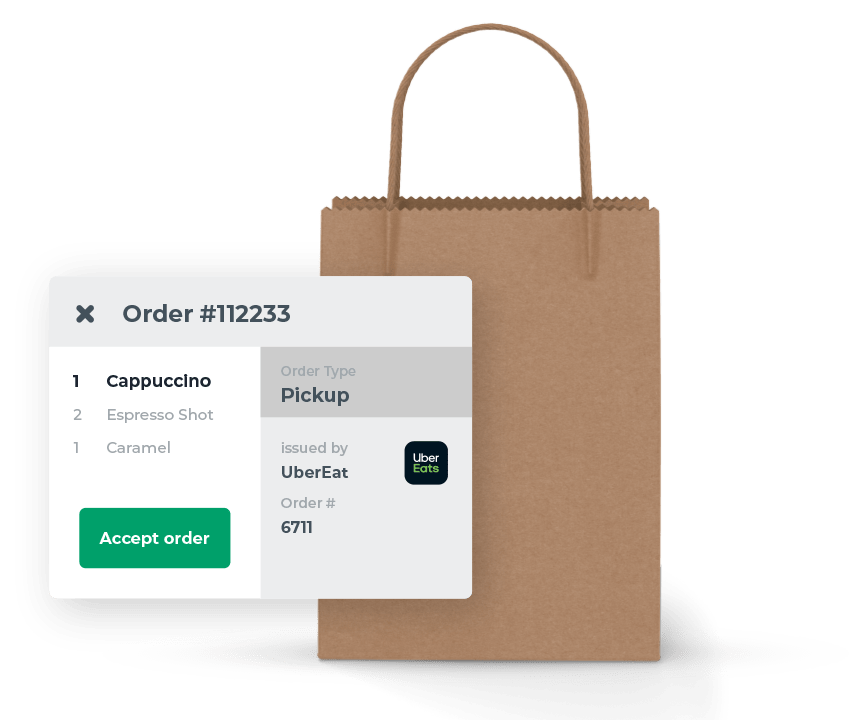 Order #112233
1 Cappuccino
2 Espresso Shot
1 Caramel
Accept order
Order Type
Pickup
issued by
UberEat
Uber
Eats
Order #
6711